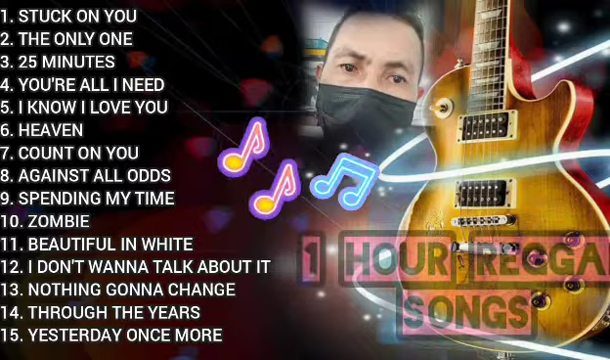 1. STUCK ON YOU
2. THE ONLY ONE
3. 25 MINUTES
4. YOU'RE ALL I NEED
5. I KNOW I LOVE YOU
6. HEAVEN
7. COUNT ON YOU
8. AGAINST ALL ODDS
9. SPENDING MY TIME
10. ZOMBIE
11. BEAUTIFUL IN WHITE
12. I DON'T WANNA TALK ABOUT IT
13. NOTHING GONNA CHANGE
14. THROUGH THE YEARS
15. YESTERDAY ONCE MORE
1 HOUR REGGA
SONGS